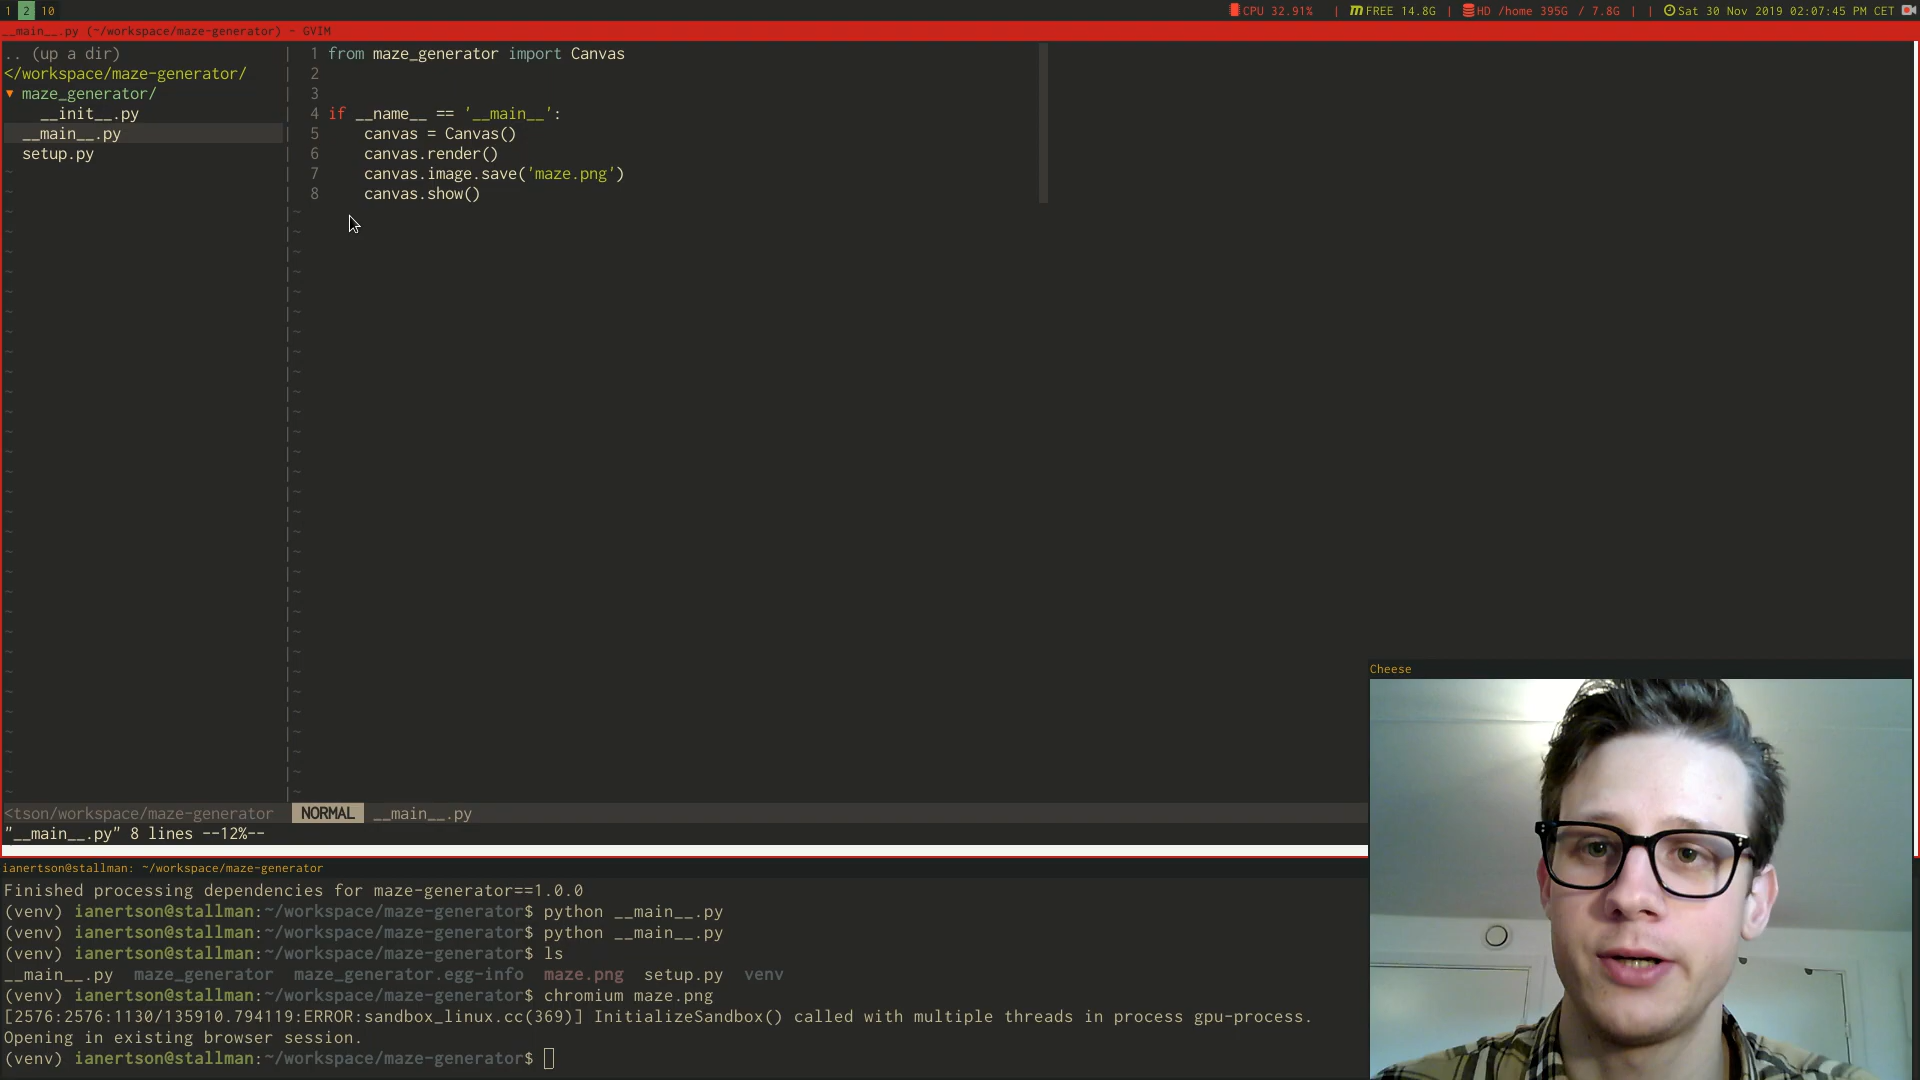 1 2 10 CPU 32.91% | FREE 14.8G | HD /home 395G / 7.8G | | Sat 30 Nov 2019 02:07:45 PM CET
__main__.py (~/workspace/maze-generator) - GVIM
.. (up a dir)
</workspace/maze-generator/
▾ maze_generator/
__init__.py
__main__.py
setup.py
1 from maze_generator import Canvas
2
3
4 if __name__ == '__main__':
5 canvas = Canvas()
6 canvas.render()
7 canvas.image.save('maze.png')
8 canvas.show()
<tson/workspace/maze-generator NORMAL __main__.py
"__main__.py" 8 lines --12%--
Cheese
ianertson@stallman: ~/workspace/maze-generator
Finished processing dependencies for maze-generator==1.0.0
(venv) ianertson@stallman:~/workspace/maze-generator$ python __main__.py
(venv) ianertson@stallman:~/workspace/maze-generator$ python __main__.py
(venv) ianertson@stallman:~/workspace/maze-generator$ ls
__main__.py maze_generator maze_generator.egg-info maze.png setup.py venv
(venv) ianertson@stallman:~/workspace/maze-generator$ chromium maze.png
[2576:2576:1130/135910.794119:ERROR:sandbox_linux.cc(369)] InitializeSandbox() called with multiple threads in process gpu-process.
Opening in existing browser session.
(venv) ianertson@stallman:~/workspace/maze-generator$